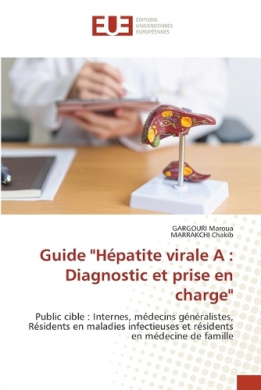 EUE
ÉDITIONS
UNIVERSITAIRES
EUROPÉENNES
GARGOURI Maroua
MARRAKCHI Chakib
Guide "Hépatite virale A :
Diagnostic et prise en
charge"
Public cible : Internes, médecins généralistes,
Résidents en maladies infectieuses et résidents
en médecine de famille